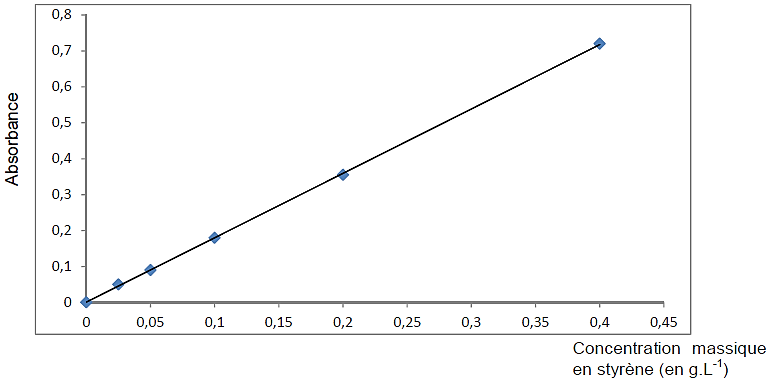 0,8
0,7
0,6
0,5
0,4
0,3
0,2
0,1
0
Absorbance
0 0,05 0,1 0,15 0,2 0,25 0,3 0,35 0,4 0,45
Concentration massique
en styrène (en g.L⁻¹)